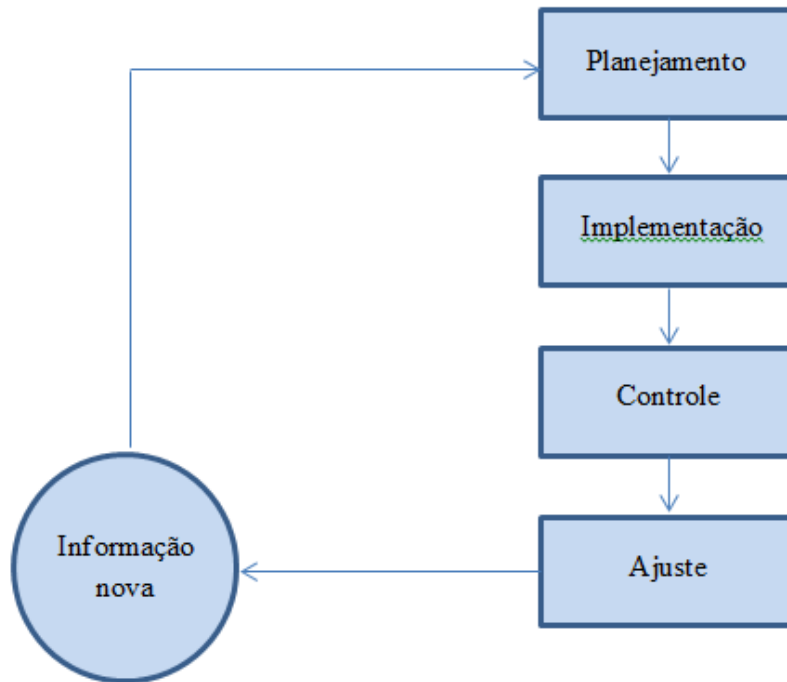 Planejamento
Implementação
Controle
Ajuste
Informação
nova